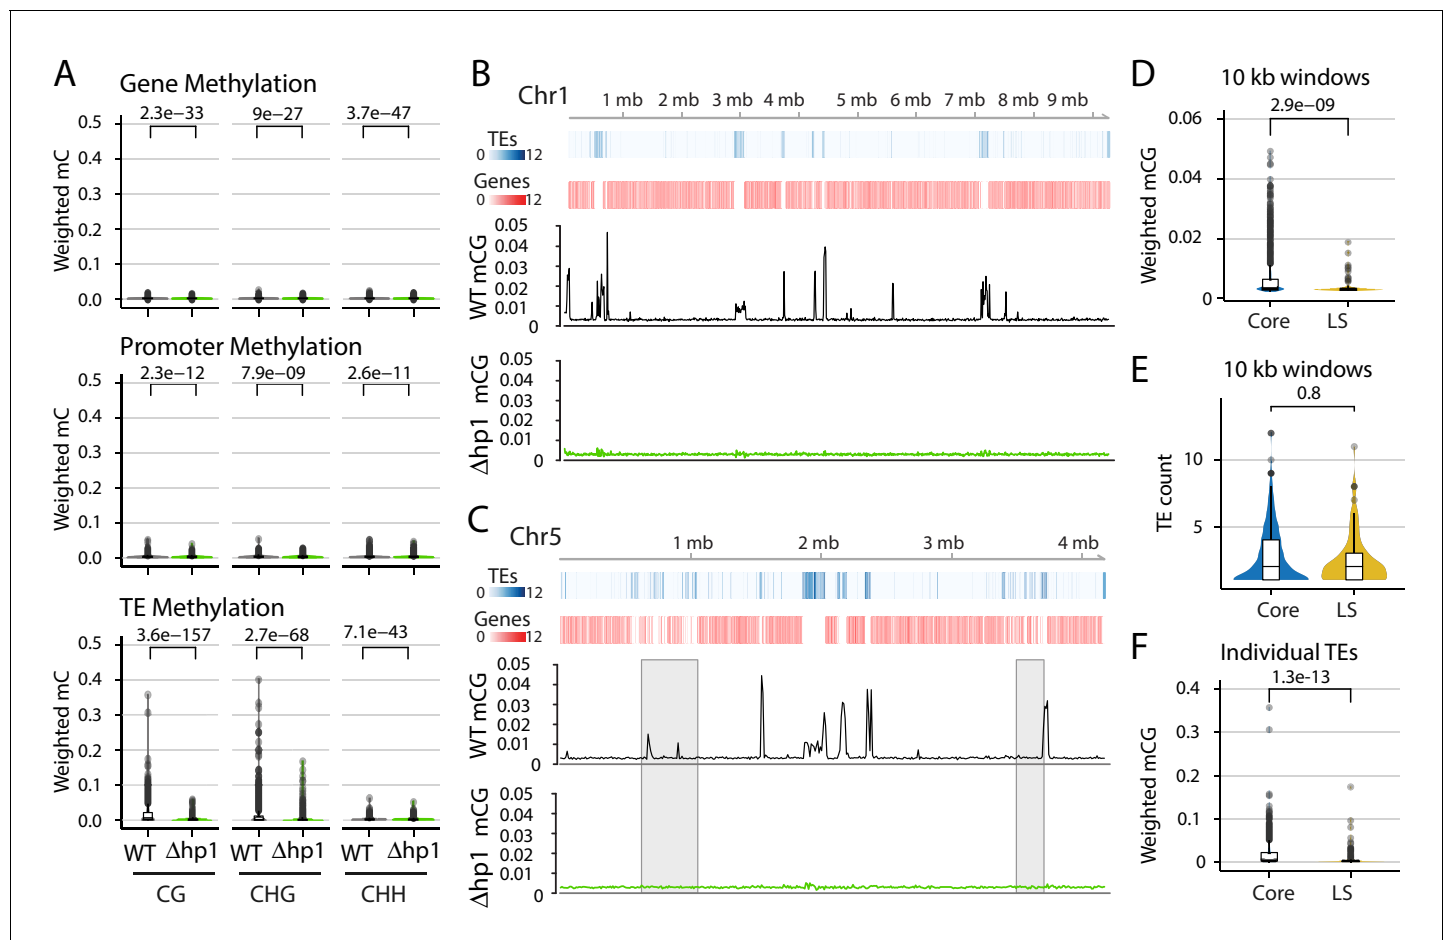 A
Gene Methylation
2.3e−33 9e−27 3.7e−47
Weighted mC
0.5
0.4
0.3
0.2
0.1
0.0
Promoter Methylation
2.3e−12 7.9e−09 2.6e−11
Weighted mC
0.5
0.4
0.3
0.2
0.1
0.0
TE Methylation
3.6e−157 2.7e−68 7.1e−43
Weighted mC
0.5
0.4
0.3
0.2
0.1
0.0
WT Δhp1 WT Δhp1 WT Δhp1
CG CHG CHH
B
Chr1 1 mb 2 mb 3 mb 4 mb 5 mb 6 mb 7 mb 8 mb 9 mb
TEs
0 12
Genes
0 12
WT mCG
0.05
0.04
0.03
0.02
0.01
0
Δhp1 mCG
0.05
0.04
0.03
0.02
0.01
0
C
Chr5 1 mb 2 mb 3 mb 4 mb
TEs
0 12
Genes
0 12
WT mCG
0.05
0.04
0.03
0.02
0.01
0
Δhp1 mCG
0.05
0.04
0.03
0.02
0.01
0
D
10 kb windows
2.9e−09
Weighted mCG
0.06
0.04
0.02
0
Core LS
E
10 kb windows
0.8
TE count
10
5
Core LS
F
Individual TEs
1.3e-13
Weighted mCG
0.4
0.3
0.2
0.1
0
Core LS